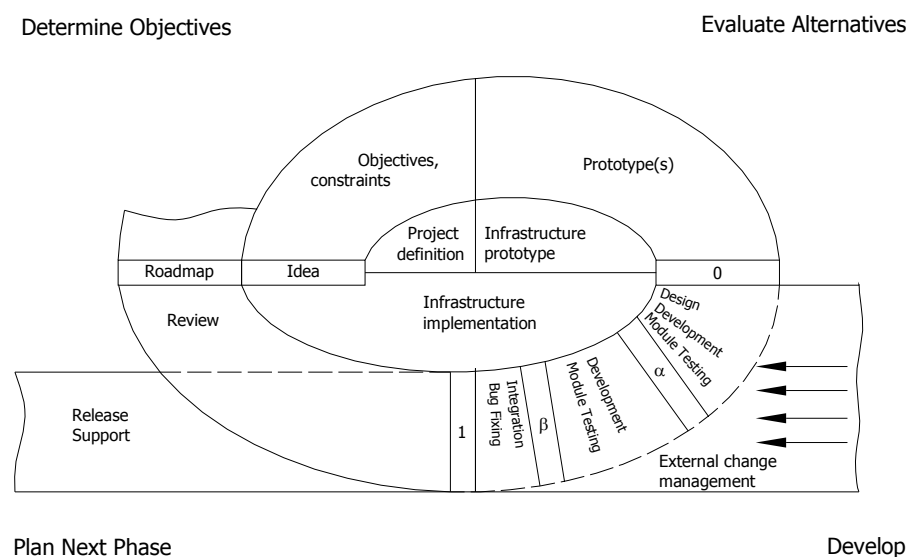 Determine Objectives
Evaluate Alternatives
Objectives,
constraints
Prototype(s)
Project
definition
Infrastructure
prototype
Roadmap
Idea
0
Review
Infrastructure
implementation
Design
Development
Module Testing
α
Development
Module Testing
β
Integration
Bug Fixing
1
Release
Support
External change
management
Plan Next Phase
Develop